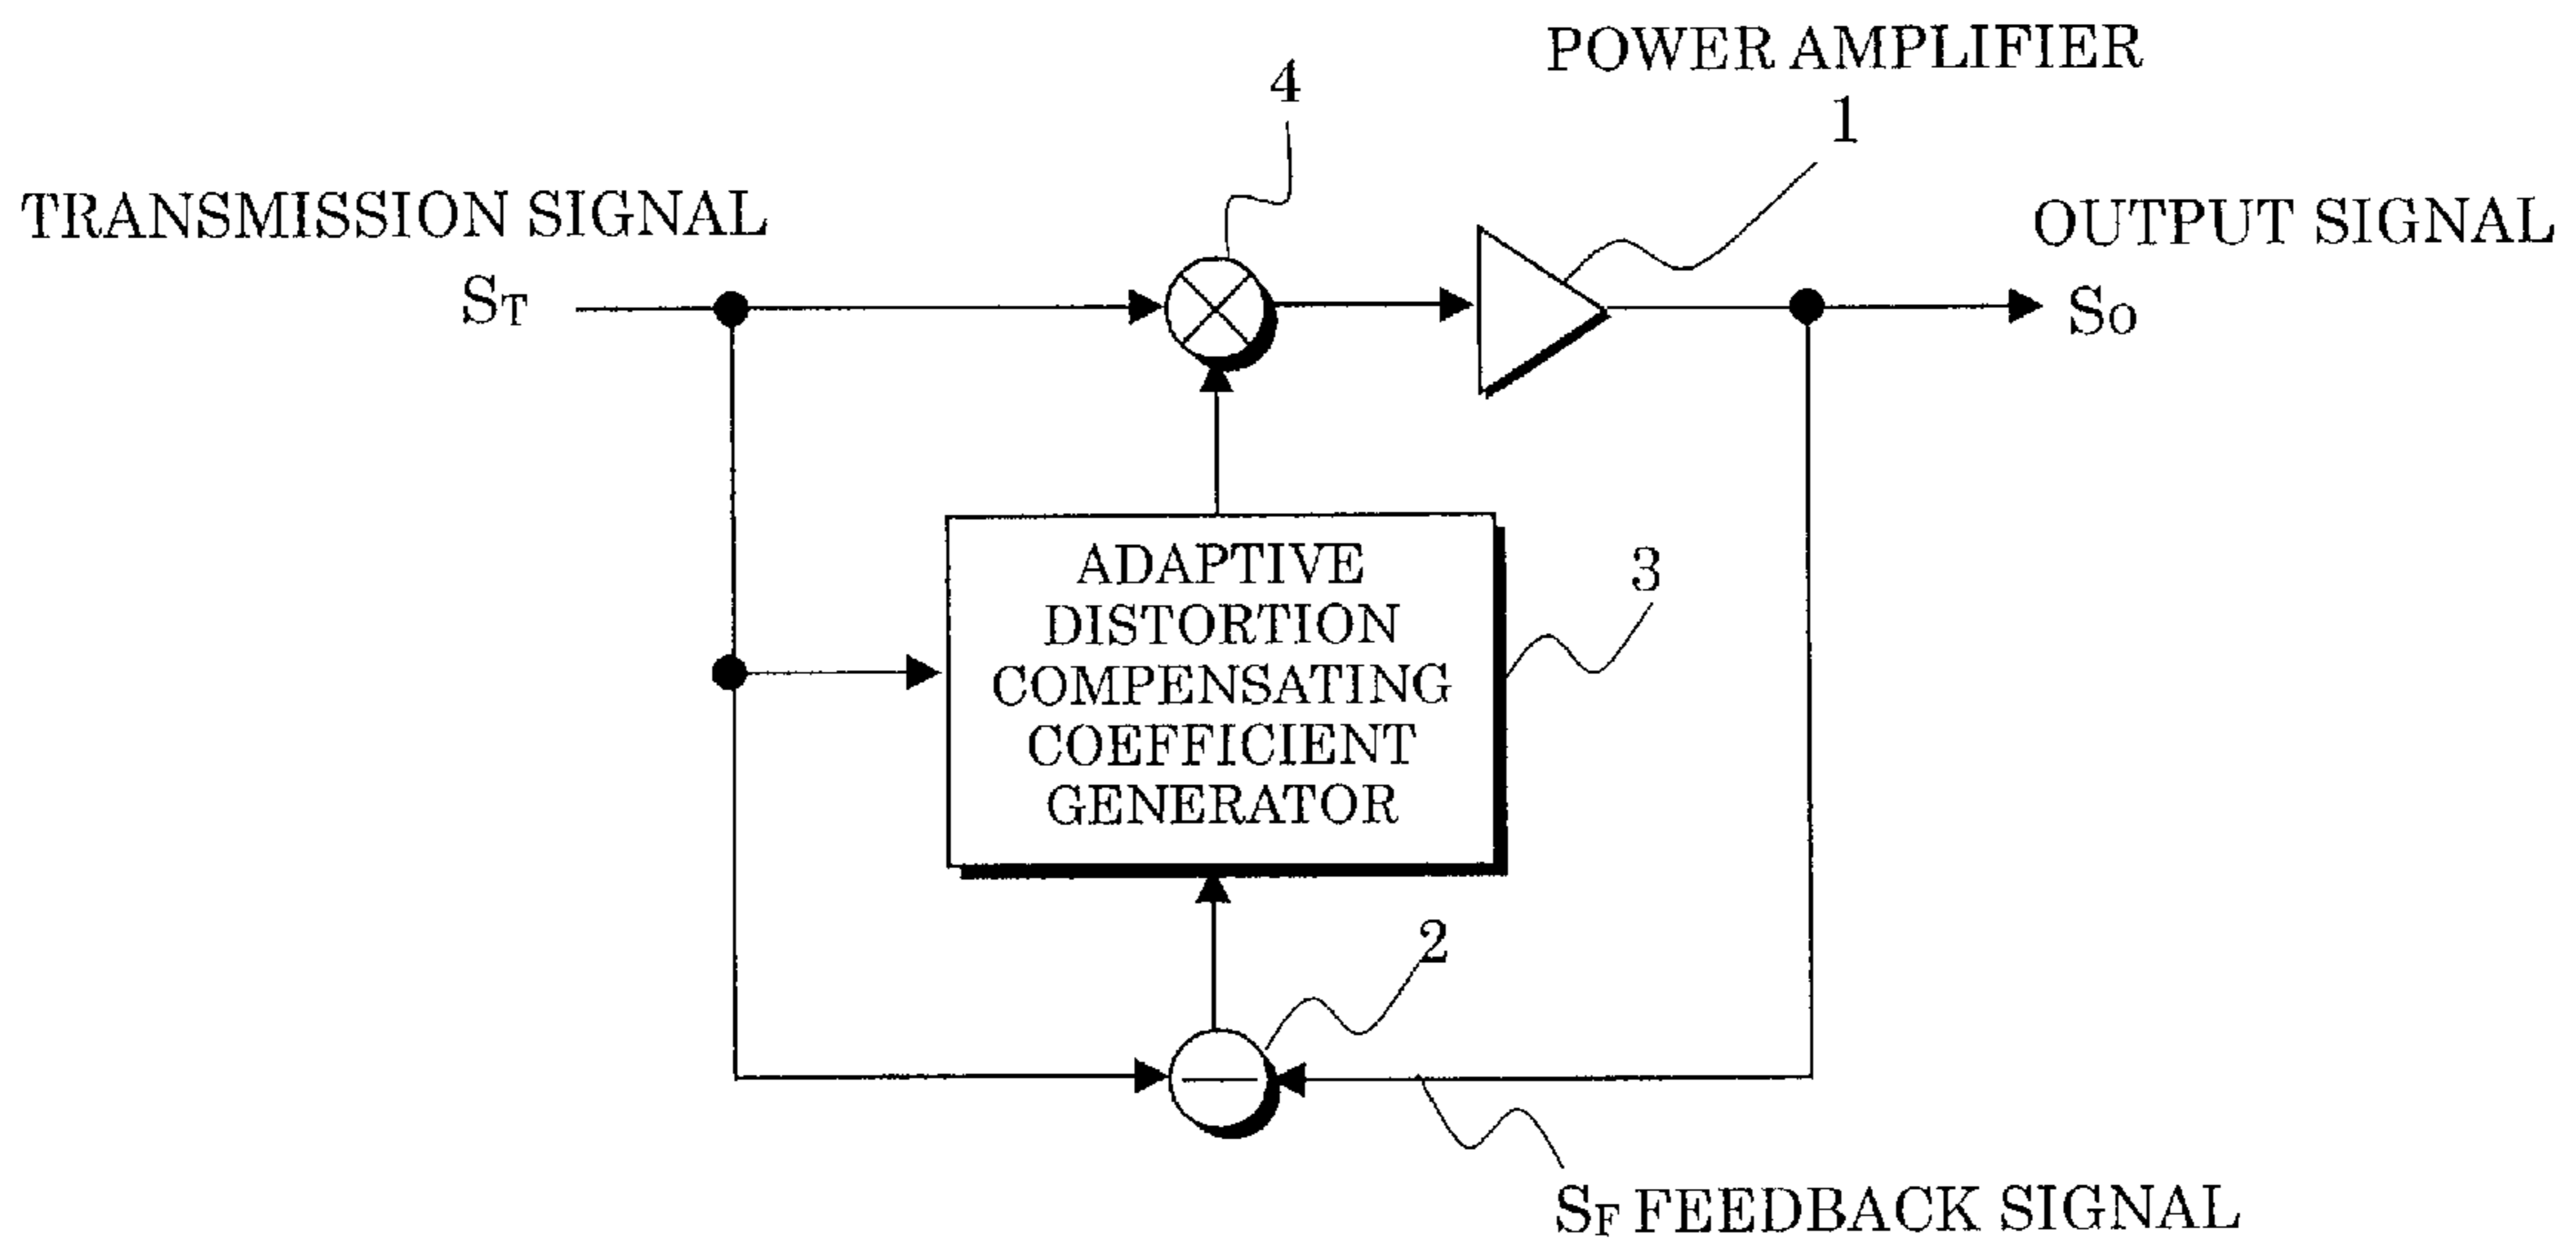 POWER AMPLIFIER
4
1
TRANSMISSION SIGNAL
OUTPUT SIGNAL
ST
So
ADAPTIVE
DISTORTION
COMPENSATING
COEFFICIENT
GENERATOR
3
2
SF FEEDBACK SIGNAL